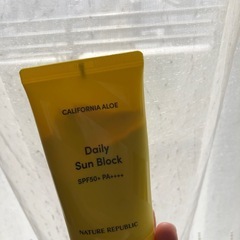 CALIFORNIA ALOE
Daily
Sun Block
SPF50+ PA++++
NATURE REPUBLIC